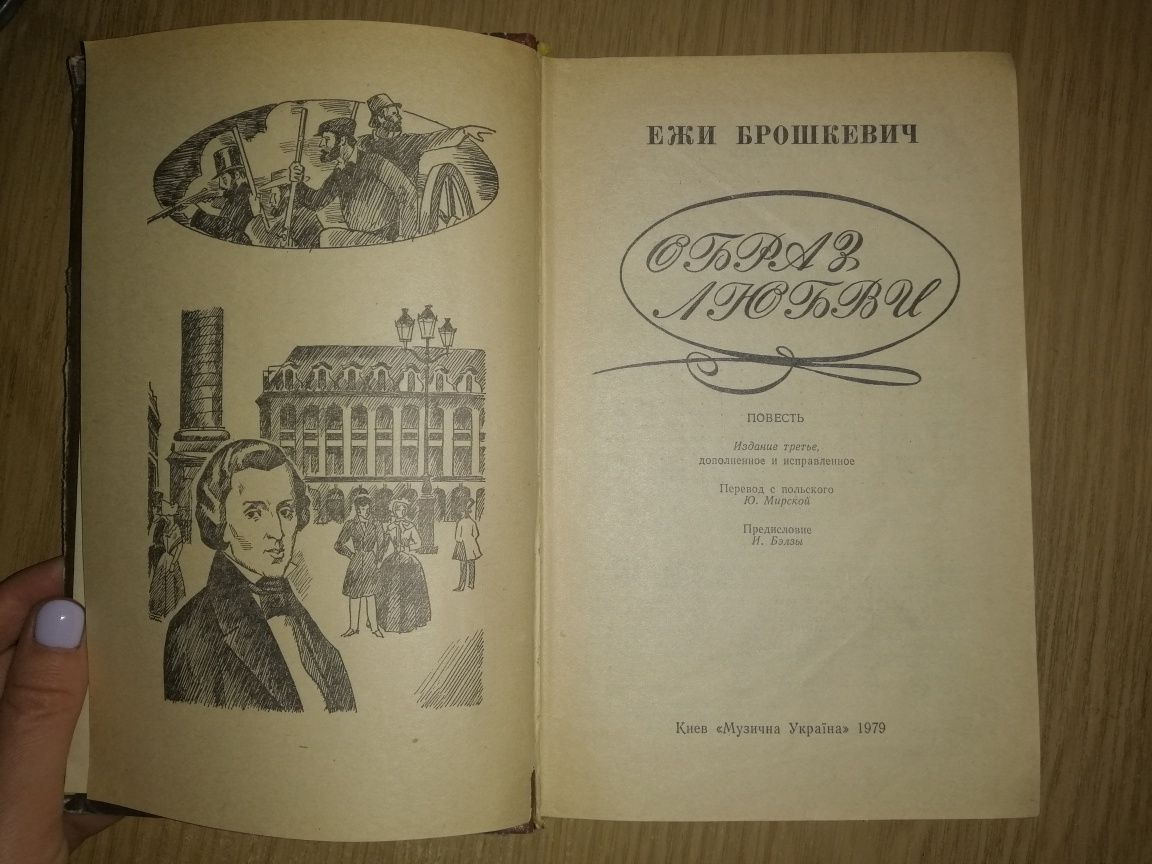 ЕЖИ БРОШКЕВИЧ
ОБРАЗ
ЛЮБВИ
ПОВЕСТЬ
Издание третье,
дополненное и исправленное
Перевод с польского
Ю. Мирской
Предисловие
И. Бэлзы
Киев «Музична Україна» 1979